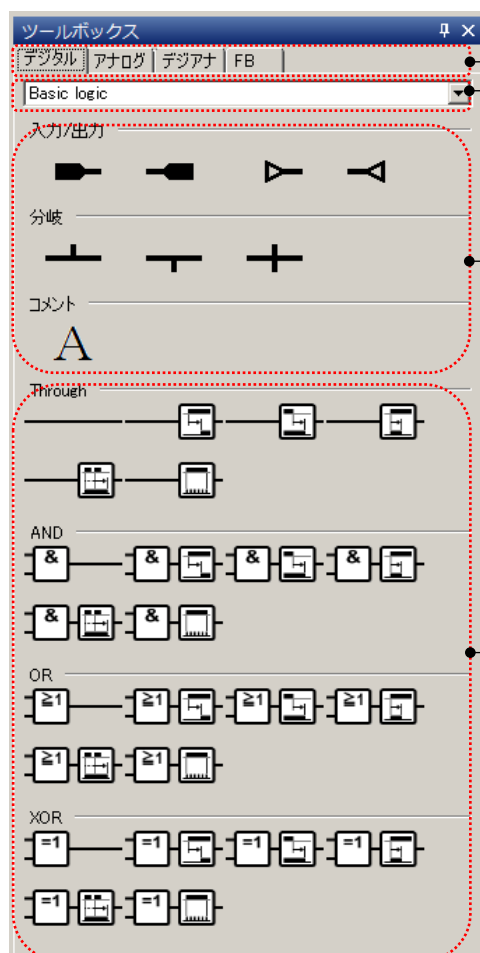 ツールボックス
デジタル アナログ デジアナ FB
Basic logic
入力/出力
分岐
コメント
A
Through
AND
& & & &
& &
OR
≧1 ≧1 ≧1 ≧1
≧1 ≧1
XOR
=1 =1 =1 =1
=1 =1